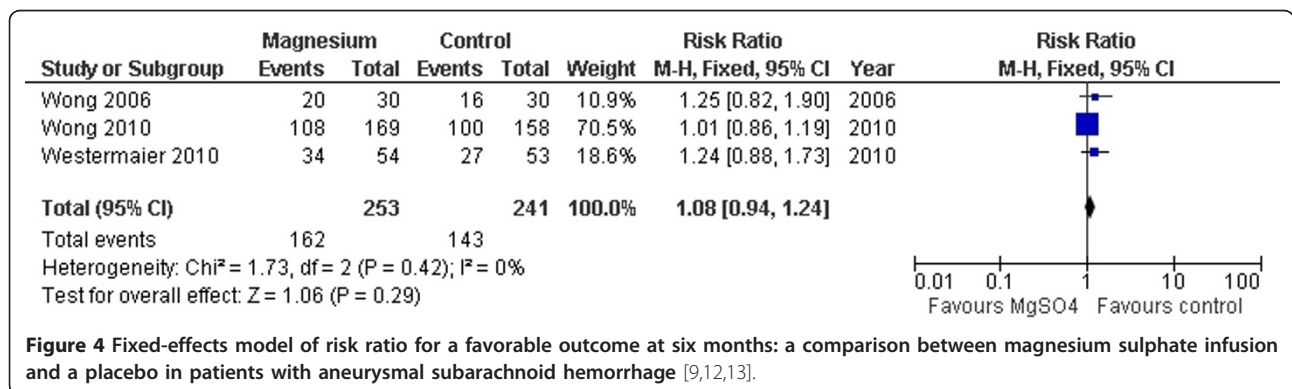 Magnesium Control Risk Ratio Risk Ratio
Study or Subgroup Events Total Events Total Weight M-H, Fixed, 95% CI Year M-H, Fixed, 95% CI
Wong 2006 20 30 16 30 10.9% 1.25 [0.82, 1.90] 2006
Wong 2010 108 169 100 158 70.5% 1.01 [0.86, 1.19] 2010
Westermaier 2010 34 54 27 53 18.6% 1.24 [0.88, 1.73] 2010
Total (95% CI) 253 241 100.0% 1.08 [0.94, 1.24]
Total events 162 143
Heterogeneity: Chi² = 1.73, df = 2 (P = 0.42); I² = 0%
Test for overall effect: Z = 1.06 (P = 0.29)
0.01 0.1 1 10 100
Favours MgSO4 Favours control
Figure 4 Fixed-effects model of risk ratio for a favorable outcome at six months: a comparison between magnesium sulphate infusion
and a placebo in patients with aneurysmal subarachnoid hemorrhage [9,12,13].